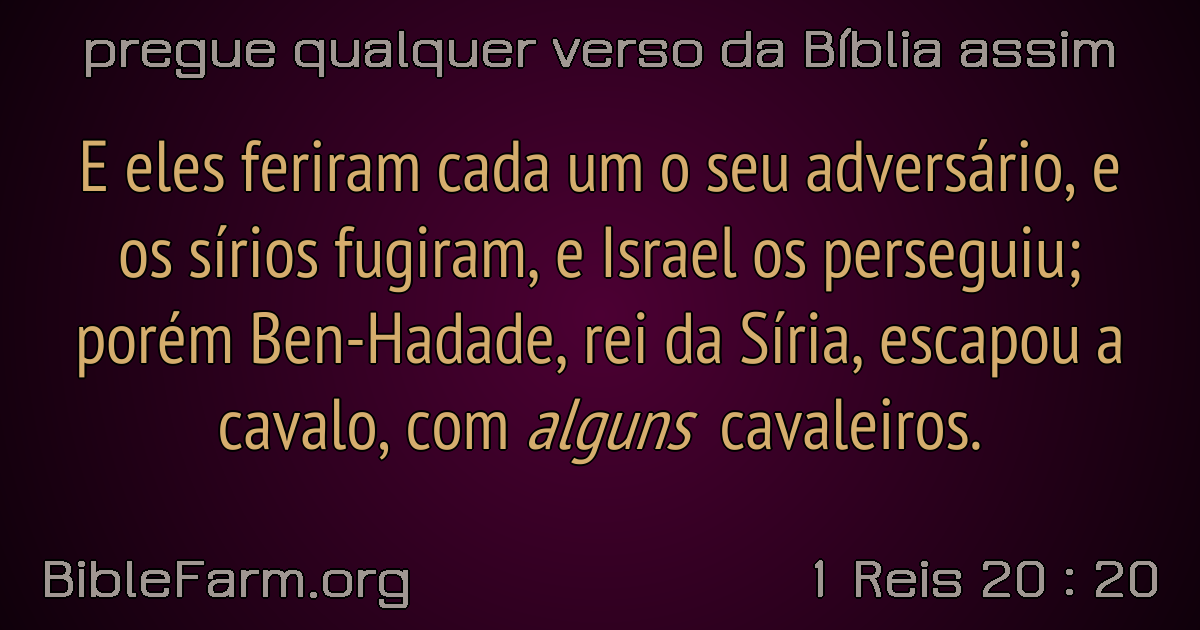 pregue qualquer verso da Bíblia assim
E eles feriram cada um o seu adversário, e
os sírios fugiram, e Israel os perseguiu;
porém Ben-Hadade, rei da Síria, escapou a
cavalo, com alguns cavaleiros.
BibleFarm.org
1 Reis 20 : 20